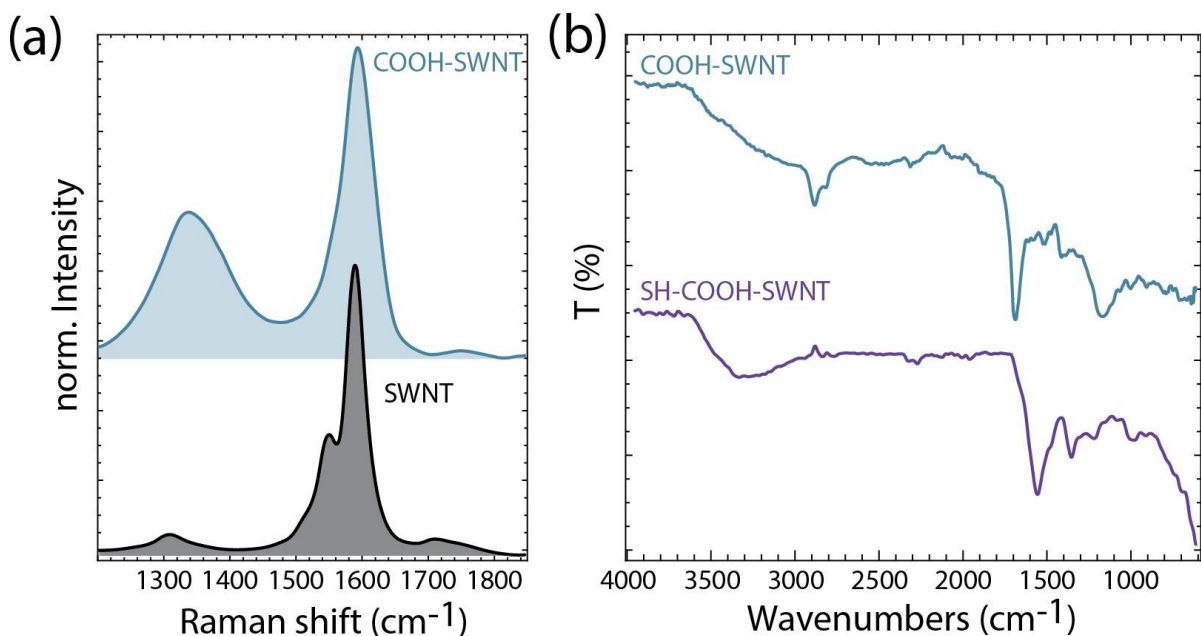 (a)
COOH-SWNT
SWNT
norm. Intensity
1300 1400 1500 1600 1700 1800
Raman shift (cm-1)
(b)
COOH-SWNT
SH-COOH-SWNT
T (%)
4000 3500 3000 2500 2000 1500 1000
Wavenumbers (cm-1)